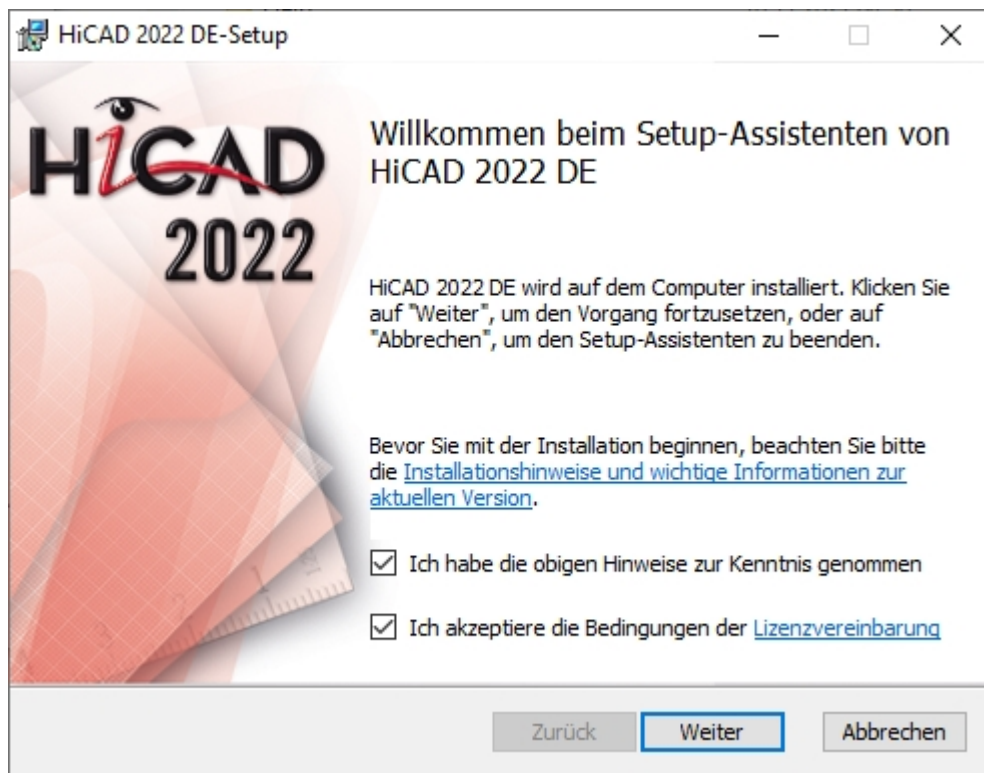 HiCAD 2022 DE-Setup
HiCAD
2022
Willkommen beim Setup-Assistenten von
HiCAD 2022 DE
HiCAD 2022 DE wird auf dem Computer installiert. Klicken Sie
auf "Weiter", um den Vorgang fortzusetzen, oder auf
"Abbrechen", um den Setup-Assistenten zu beenden.
Bevor Sie mit der Installation beginnen, beachten Sie bitte
die Installationshinweise und wichtige Informationen zur
aktuellen Version.
Ich habe die obigen Hinweise zur Kenntnis genommen
Ich akzeptiere die Bedingungen der Lizenzvereinbarung
Zurück Weiter Abbrechen